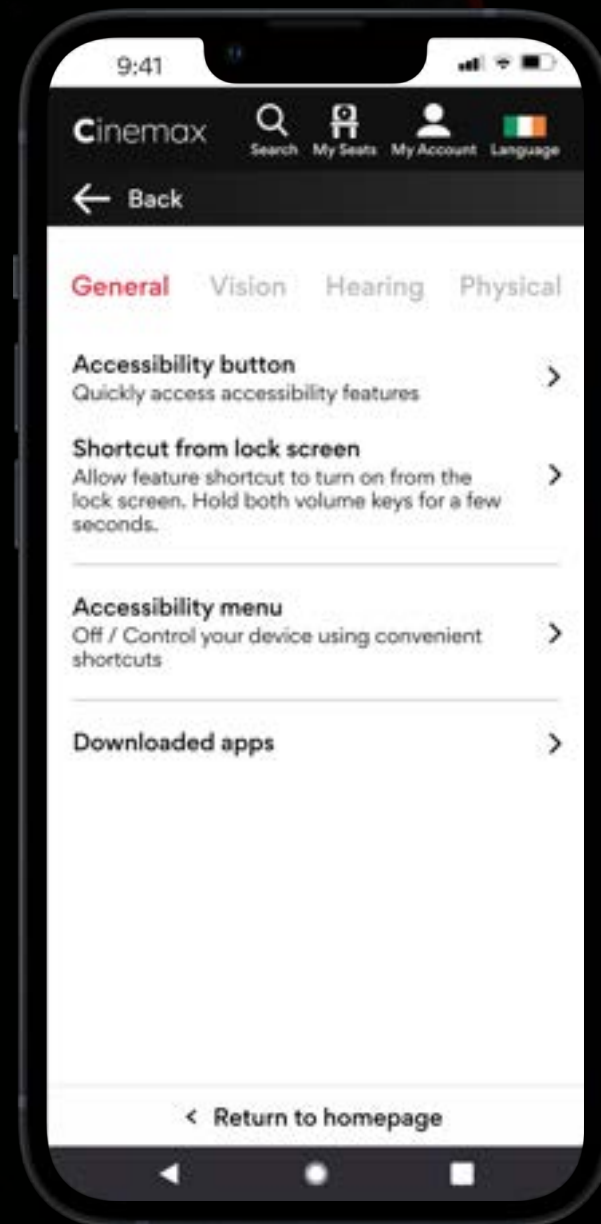 9:41
Cinemax
Search My Seats My Account Language
Back
General Vision Hearing Physical
Accessibility button
Quickly access accessibility features
Shortcut from lock screen
Allow feature shortcut to turn on from the
lock screen. Hold both volume keys for a few
seconds.
Accessibility menu
Off / Control your device using convenient
shortcuts
Downloaded apps
< Return to homepage